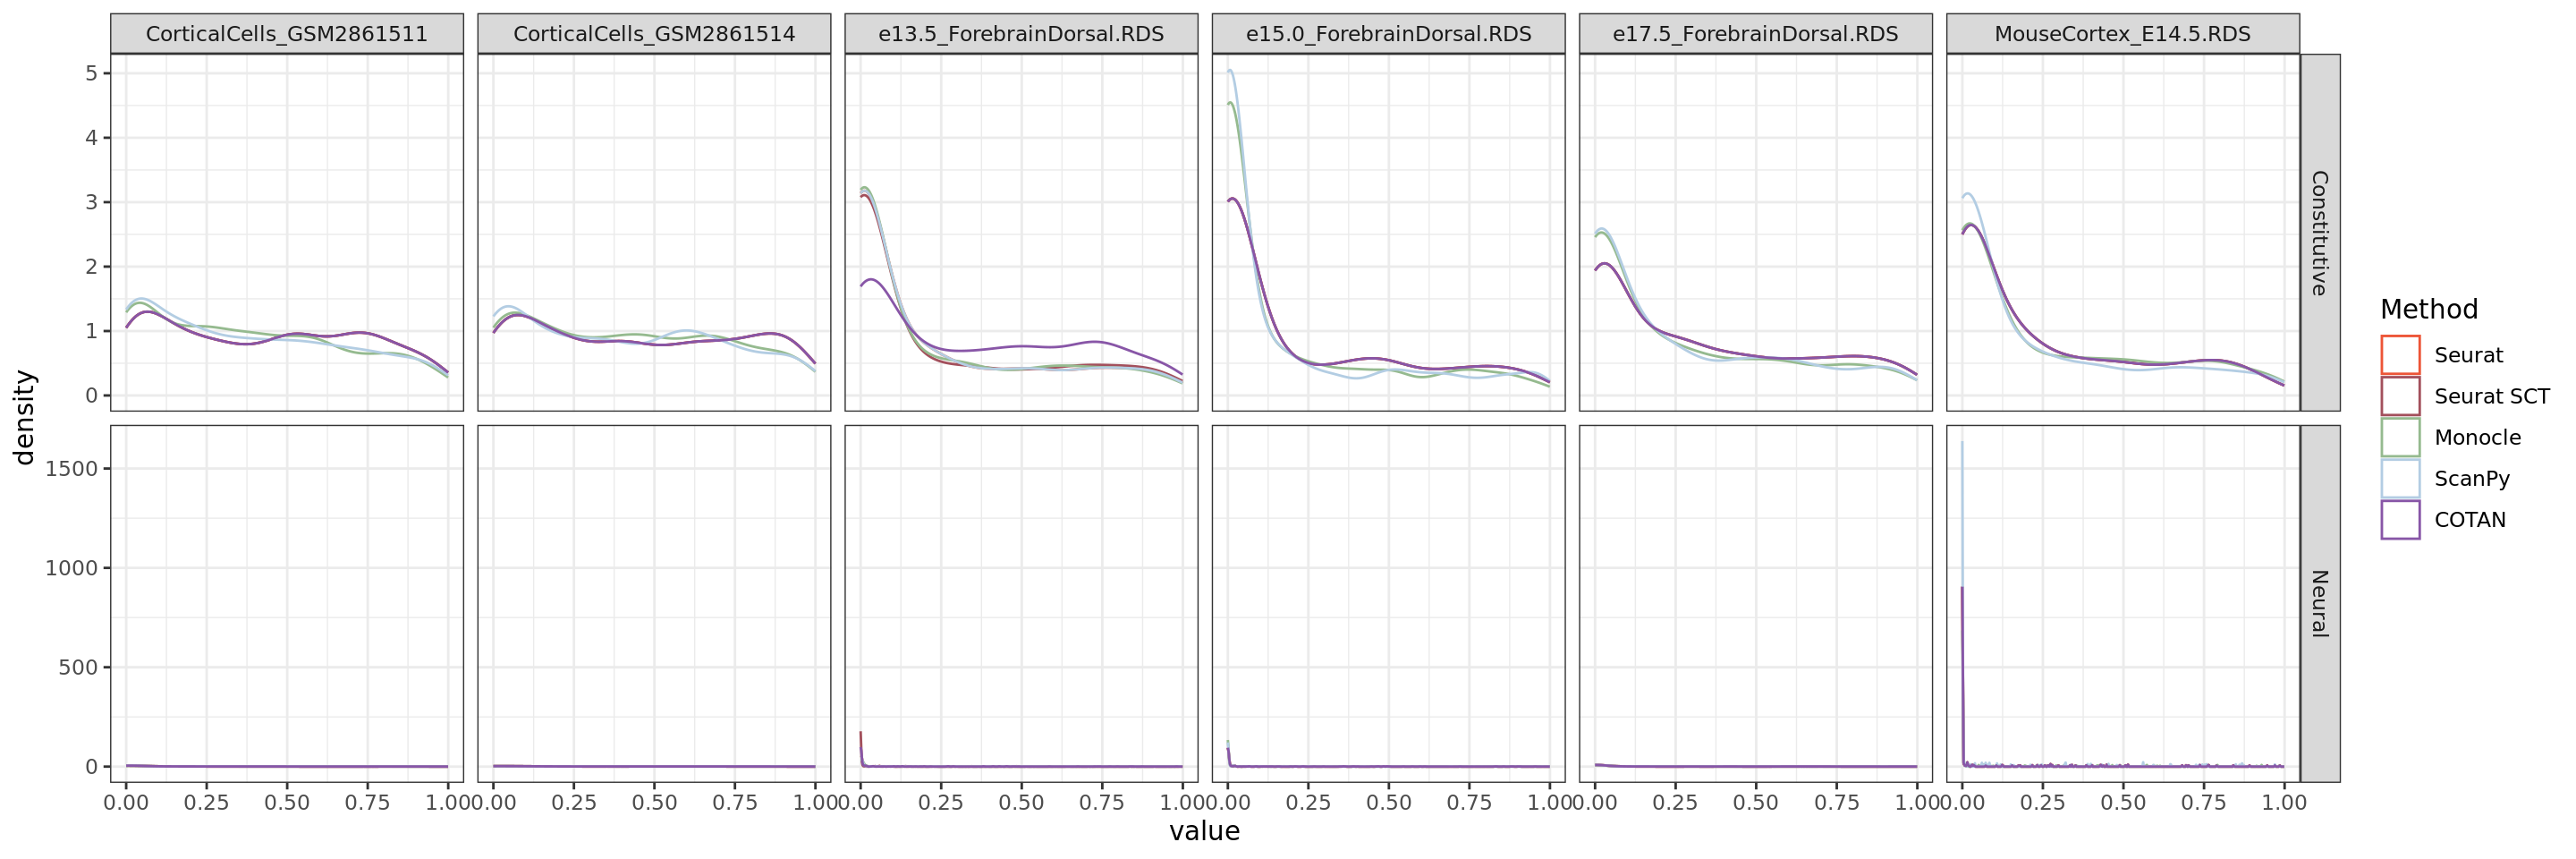 CorticalCells_GSM2861511 CorticalCells_GSM2861514 e13.5_ForebrainDorsal.RDS e15.0_ForebrainDorsal.RDS e17.5_ForebrainDorsal.RDS MouseCortex_E14.5.RDS
5
4
3
2
1
0
Constitutive
density
1500
1000
500
0
Neural
0.00 0.25 0.50 0.75 1.00 0.00 0.25 0.50 0.75 1.00 0.00 0.25 0.50 0.75 1.00 0.00 0.25 0.50 0.75 1.00 0.00 0.25 0.50 0.75 1.00 0.00 0.25 0.50 0.75 1.00
value
Method
Seurat
Seurat SCT
Monocle
ScanPy
COTAN